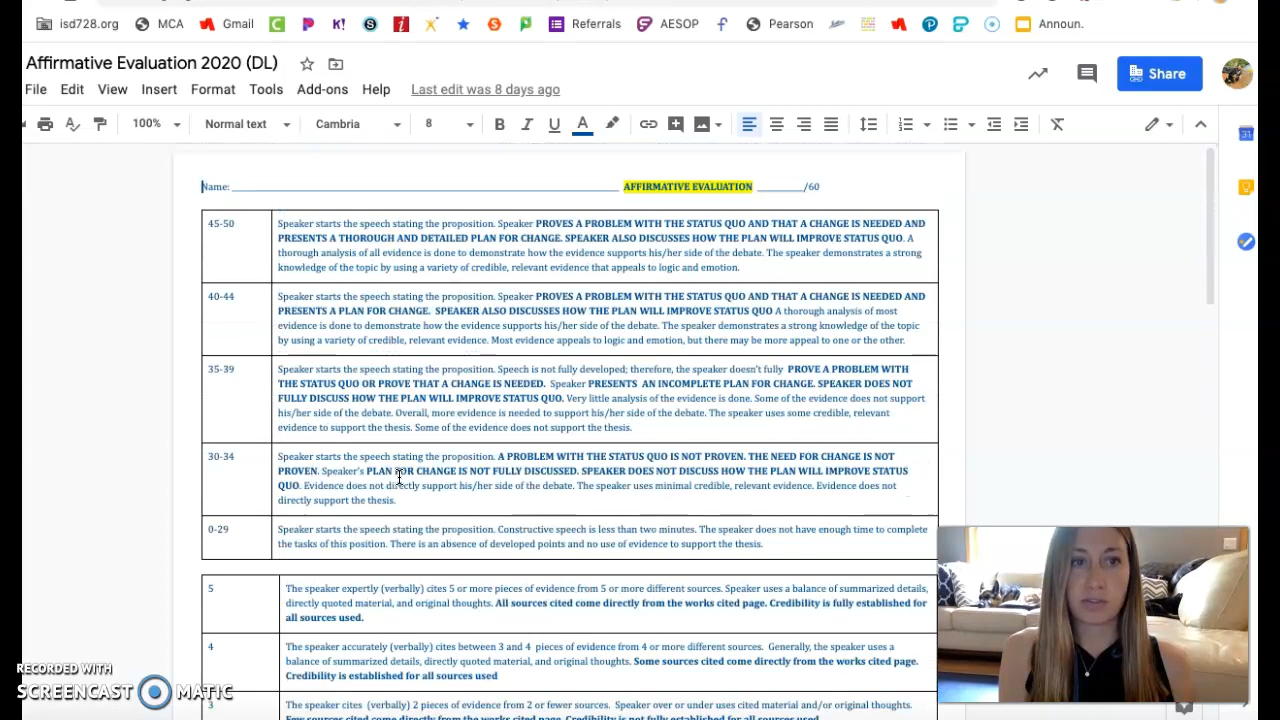 isd728.org MCA Gmail K! Referrals AESOP Pearson Announ.
Affirmative Evaluation 2020 (DL)
Share
File Edit View Insert Format Tools Add-ons Help Last edit was 8 days ago
100% Normal text Cambria 8 B I U A
Name: AFFIRMATIVE EVALUATION /60
45-50
Speaker starts the speech stating the proposition. Speaker PROVES A PROBLEM WITH THE STATUS QUO AND THAT A CHANGE IS NEEDED AND
PRESENTS A THOROUGH AND DETAILED PLAN FOR CHANGE. SPEAKER ALSO DISCUSSES HOW THE PLAN WILL IMPROVE STATUS QUO. A
thorough analysis of all evidence is done to demonstrate how the evidence supports his/her side of the debate. The speaker demonstrates a strong
knowledge of the topic by using a variety of credible, relevant evidence that appeals to logic and emotion.
40-44
Speaker starts the speech stating the proposition. Speaker PROVES A PROBLEM WITH THE STATUS QUO AND THAT A CHANGE IS NEEDED AND
PRESENTS A PLAN FOR CHANGE. SPEAKER ALSO DISCUSSES HOW THE PLAN WILL IMPROVE STATUS QUO A thorough analysis of most
evidence is done to demonstrate how the evidence supports his/her side of the debate. The speaker demonstrates a strong knowledge of the topic
by using a variety of credible, relevant evidence. Most evidence appeals to logic and emotion, but there may be more appeal to one or the other.
35-39
Speaker starts the speech stating the proposition. Speech is not fully developed; therefore, the speaker doesn't fully PROVE A PROBLEM WITH
THE STATUS QUO OR PROVE THAT A CHANGE IS NEEDED. Speaker PRESENTS AN INCOMPLETE PLAN FOR CHANGE. SPEAKER DOES NOT
FULLY DISCUSS HOW THE PLAN WILL IMPROVE STATUS QUO. Very little analysis of the evidence is done. Some of the evidence does not support
his/her side of the debate. Overall, more evidence is needed to support his/her side of the debate. The speaker uses some credible, relevant
evidence to support the thesis. Some of the evidence does not support the thesis.
30-34
Speaker starts the speech stating the proposition. A PROBLEM WITH THE STATUS QUO IS NOT PROVEN. THE NEED FOR CHANGE IS NOT
PROVEN. Speaker's PLAN FOR CHANGE IS NOT FULLY DISCUSSED. SPEAKER DOES NOT DISCUSS HOW THE PLAN WILL IMPROVE STATUS
QUO. Evidence does not directly support his/her side of the debate. The speaker uses minimal credible, relevant evidence. Evidence does not
directly support the thesis.
0-29
Speaker starts the speech stating the proposition. Constructive speech is less than two minutes. The speaker does not have enough time to complete
the tasks of this position. There is an absence of developed points and no use of evidence to support the thesis.
5
The speaker expertly (verbally) cites 5 or more pieces of evidence from 5 or more different sources. Speaker uses a balance of summarized details,
directly quoted material, and original thoughts. All sources cited come directly from the works cited page. Credibility is fully established for
all sources used.
4
The speaker accurately (verbally) cites between 3 and 4 pieces of evidence from 4 or more different sources. Generally, the speaker uses a
balance of summarized details, directly quoted material, and original thoughts. Some sources cited come directly from the works cited page.
Credibility is established for all sources used
3
The speaker cites (verbally) 2 pieces of evidence from 2 or fewer sources. Speaker over or under uses cited material and/or original thoughts.
Few sources cited come directly from the works cited page. Credibility is not fully established for all sources used.
RECORDED WITH
SCREENCAST MATIC